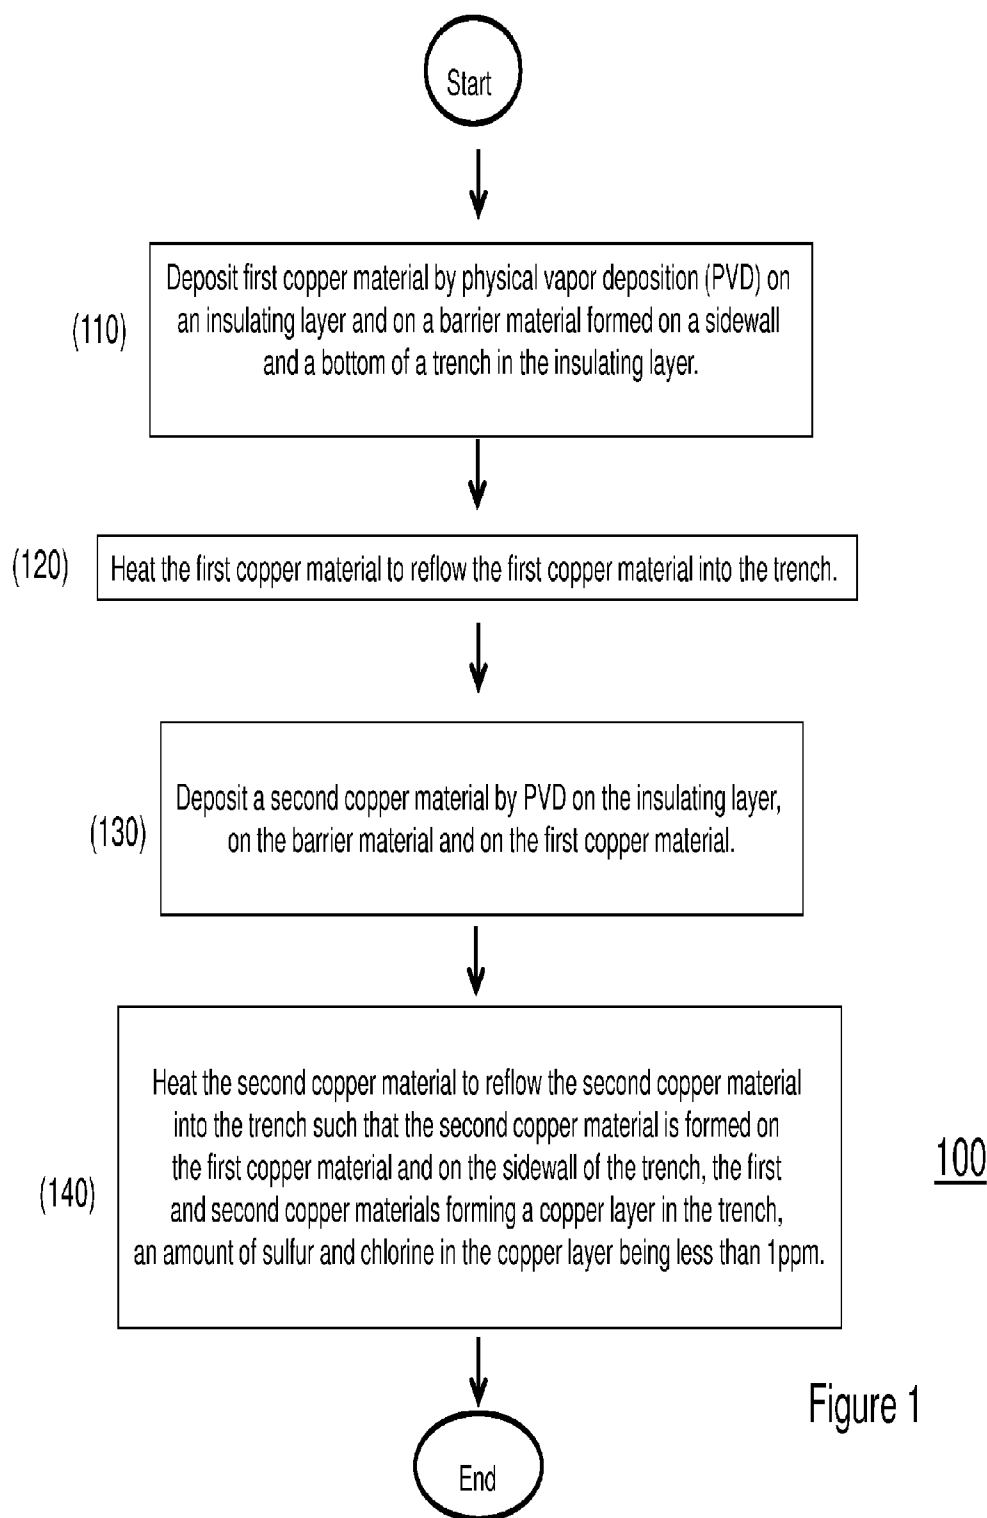 Start
(110)
Deposit first copper material by physical vapor deposition (PVD) on
an insulating layer and on a barrier material formed on a sidewall
and a bottom of a trench in the insulating layer.
(120)
Heat the first copper material to reflow the first copper material into the trench.
(130)
Deposit a second copper material by PVD on the insulating layer,
on the barrier material and on the first copper material.
(140)
Heat the second copper material to reflow the second copper material
into the trench such that the second copper material is formed on
the first copper material and on the sidewall of the trench, the first
and second copper materials forming a copper layer in the trench,
an amount of sulfur and chlorine in the copper layer being less than 1ppm.
100
Figure 1
End